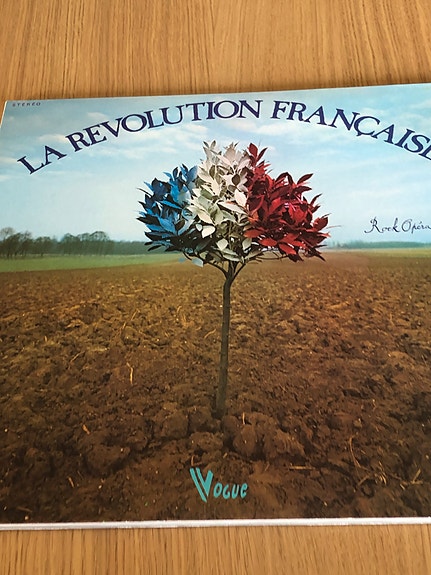 STEREO
LA REVOLUTION FRANÇAISE
Rock Opéra
Vogue